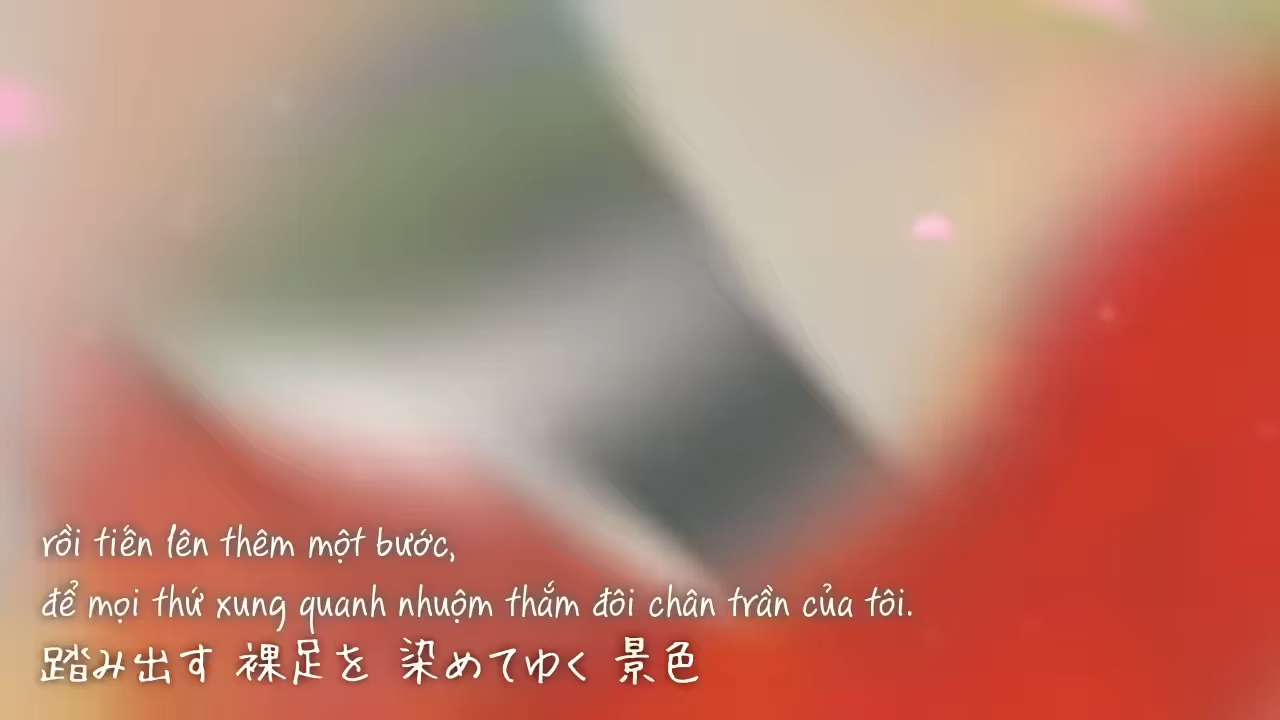 rồi tiến lên thêm một bước,
để mọi thứ xung quanh nhuộm thắm đôi chân trần của tôi.
踏み出す 裸足を 染めてゆく 景色